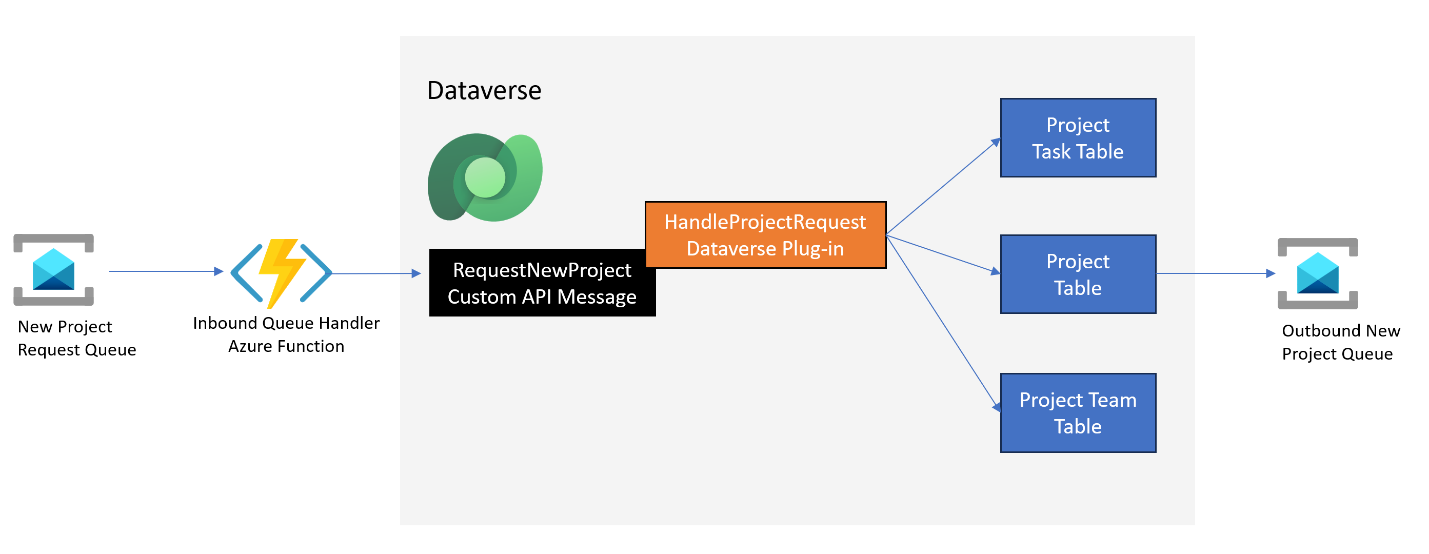 Dataverse
New Project
Request Queue
Inbound Queue Handler
Azure Function
RequestNewProject
Custom API Message
HandleProjectRequest
Dataverse Plug-in
Project
Task Table
Project
Table
Project Team
Table
Outbound New
Project Queue